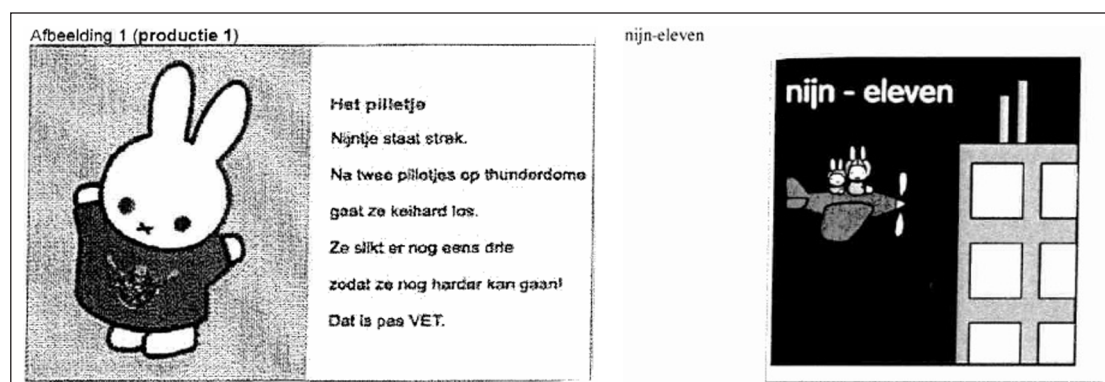 Afbeelding 1 (productie 1)
Het pilletje
Nijntje staat strak.
Na twee pilletjes op thunderdome
gaat ze keihard los.
Ze slikt er nog eens drie
zodat ze nog harder kan gaan!
Dat is pas VET.
nijn-eleven
nijn - eleven